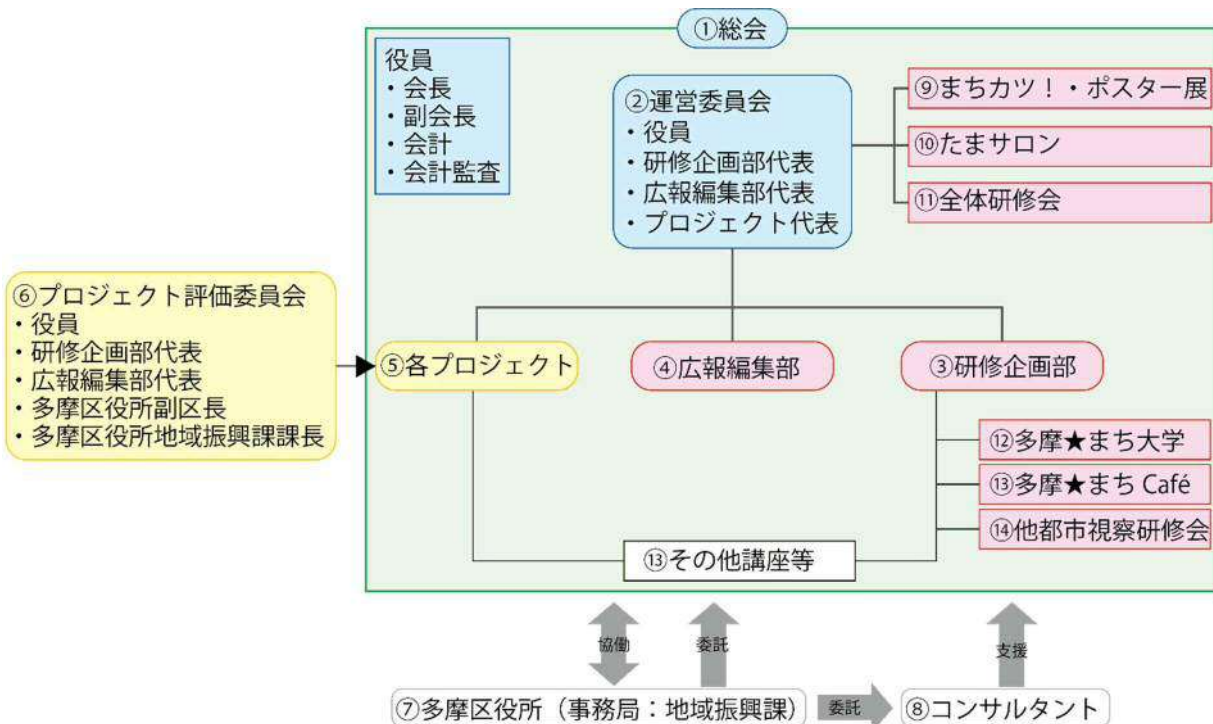 ①総会
役員
・会長
・副会長
・会計
・会計監査
②運営委員会
・役員
・研修企画部代表
・広報編集部代表
・プロジェクト代表
⑨まちカツ！・ポスター展
⑩たまサロン
⑪全体研修会
⑥プロジェクト評価委員会
・役員
・研修企画部代表
・広報編集部代表
・多摩区役所副区長
・多摩区役所地域振興課課長
⑤各プロジェクト
④広報編集部
③研修企画部
⑫多摩★まち大学
⑬多摩★まち Café
⑭他都市視察研修会
⑬その他講座等
協働
委託
支援
⑦多摩区役所（事務局：地域振興課）
委託
⑧コンサルタント